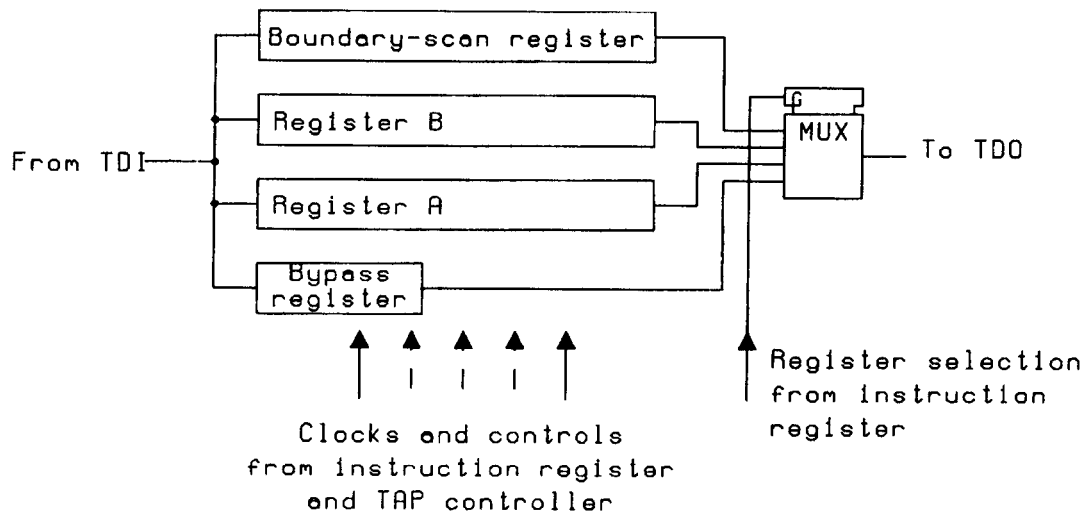 Boundary-scan register
Register B
From TDI
Register A
Bypass
register
G
MUX
To TDO
Clocks and controls
from instruction register
and TAP controller
Register selection
from instruction
register